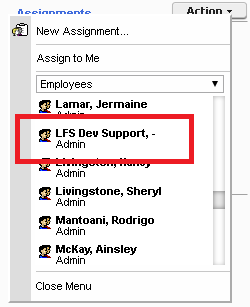 Assignments
Action
New Assignment...
Assign to Me
Employees
Lamar, Jermaine
Admin
LFS Dev Support, -
Admin
Livingston, Nancy
Admin
Livingstone, Sheryl
Admin
Mantoani, Rodrigo
Admin
McKay, Ainsley
Admin
Close Menu